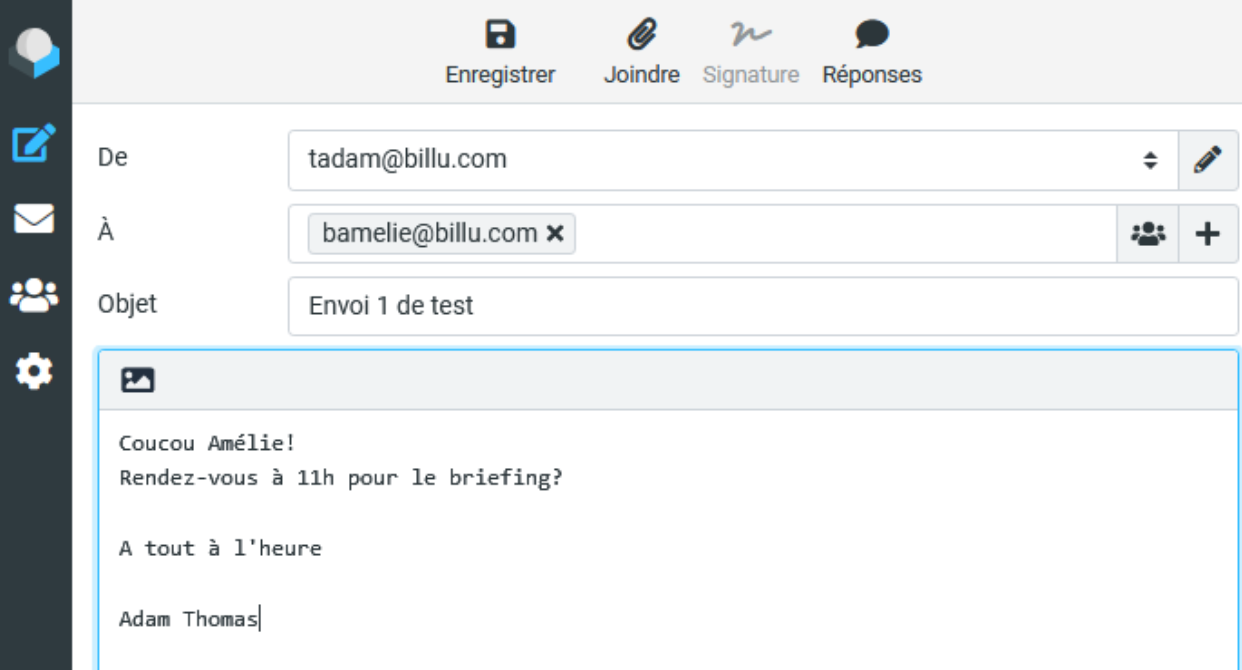 Enregistrer Joindre Signature Réponses
De tadam@billu.com
À bamelie@billu.com
Objet Envoi 1 de test
Coucou Amélie!
Rendez-vous à 11h pour le briefing?
A tout à l'heure
Adam Thomas